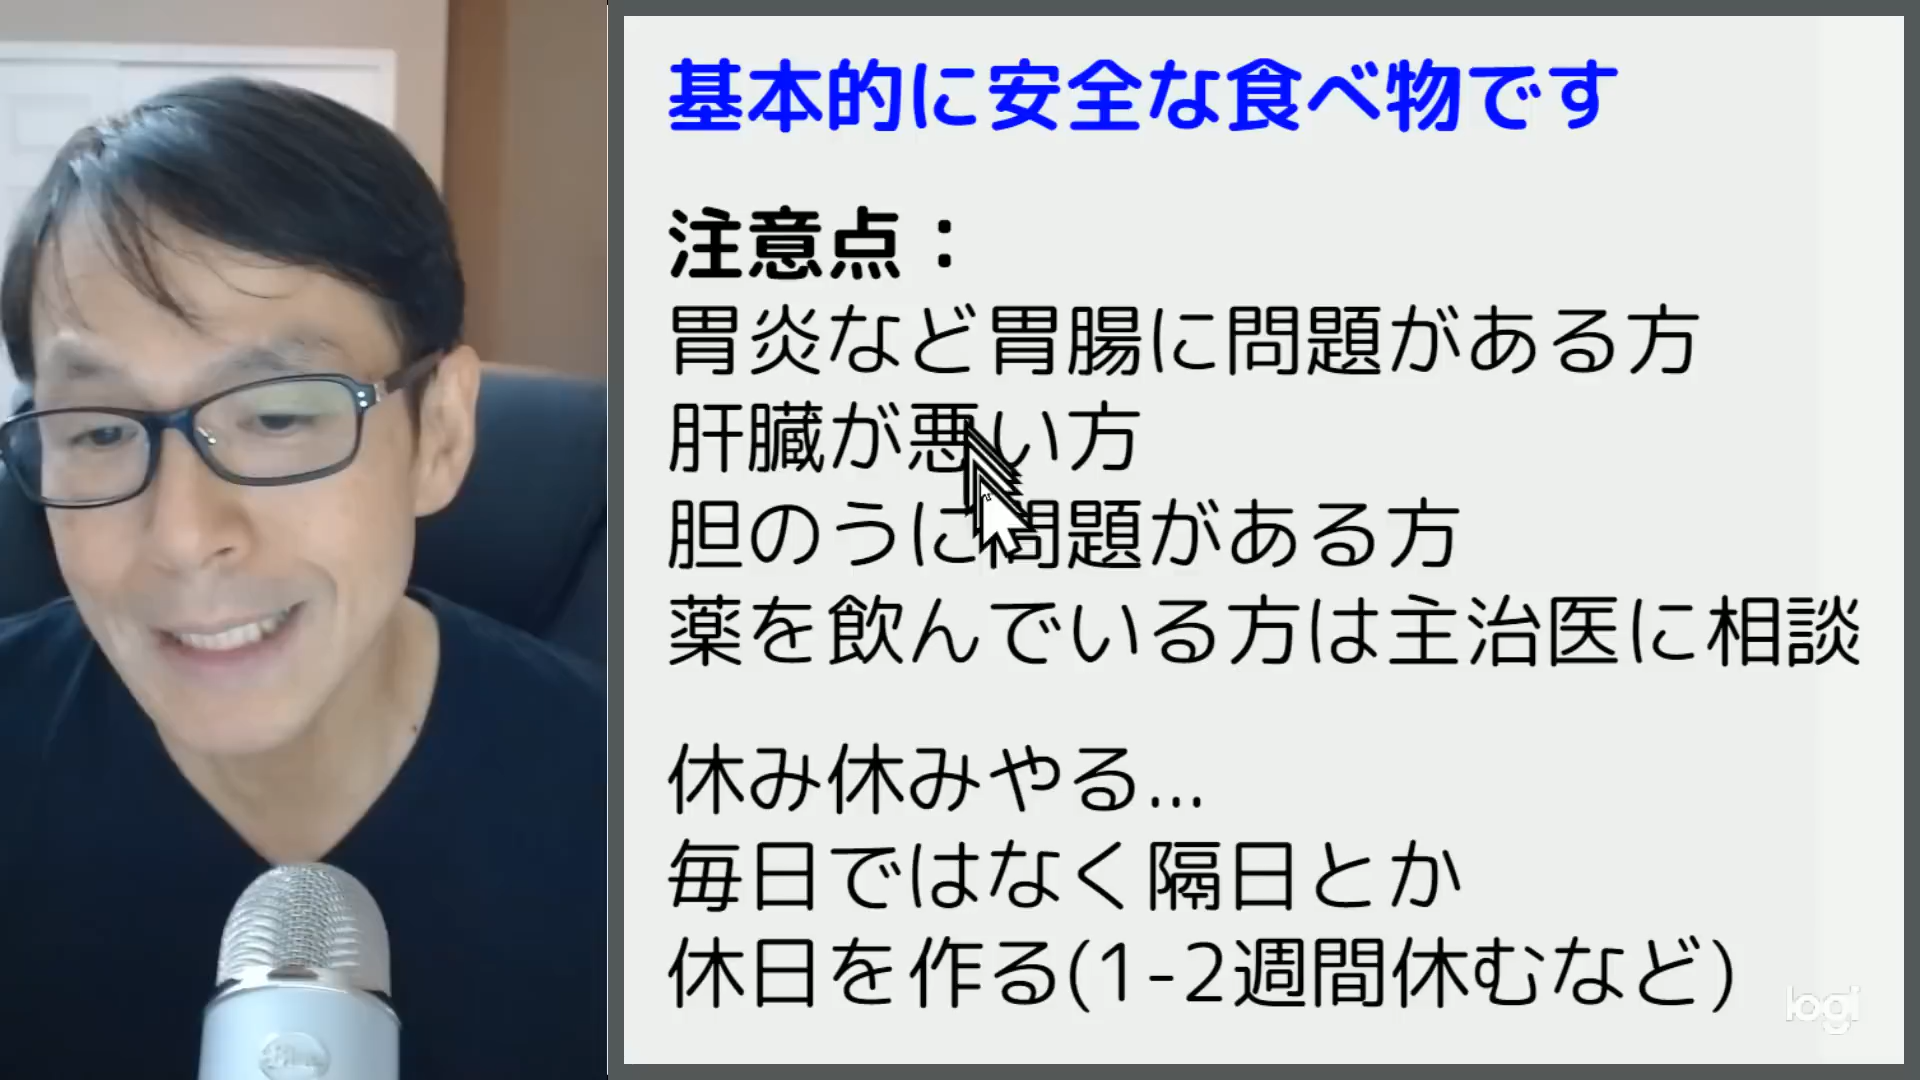 基本的に安全な食べ物です
注意点：
胃炎など胃腸に問題がある方
肝臓が悪い方
胆のうに問題がある方
薬を飲んでいる方は主治医に相談
休み休みやる...
毎日ではなく隔日とか
休日を作る(1-2週間休むなど)
logi
Blue